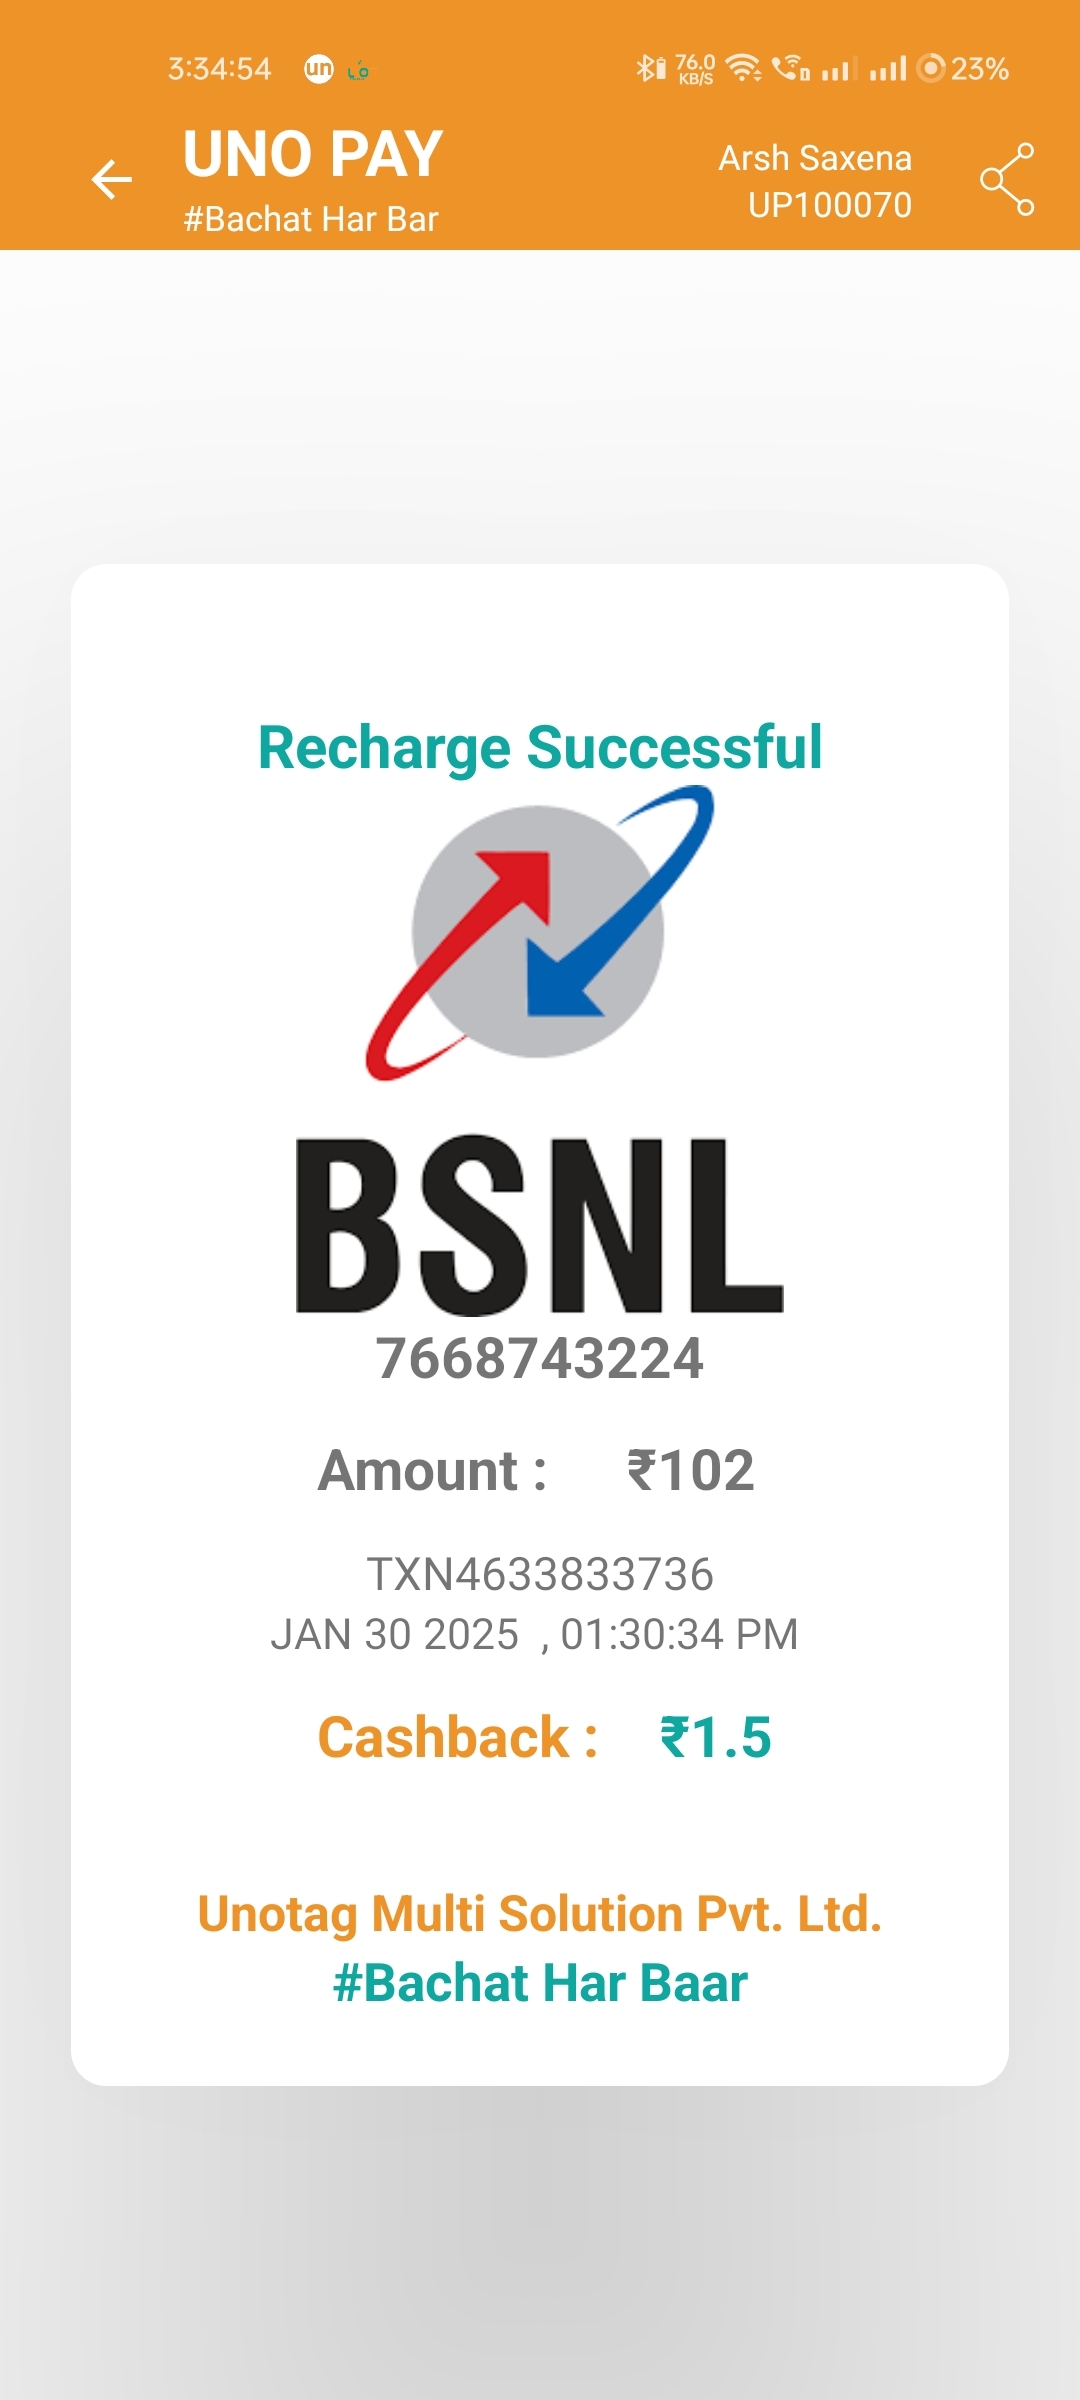 3:34:54 un 76.0 KB/S 23%
UNO PAY
#Bachat Har Bar
Arsh Saxena
UP100070
Recharge Successful
BSNL
7668743224
Amount : ₹102
TXN4633833736
JAN 30 2025 , 01:30:34 PM
Cashback : ₹1.5
Unotag Multi Solution Pvt. Ltd.
#Bachat Har Baar